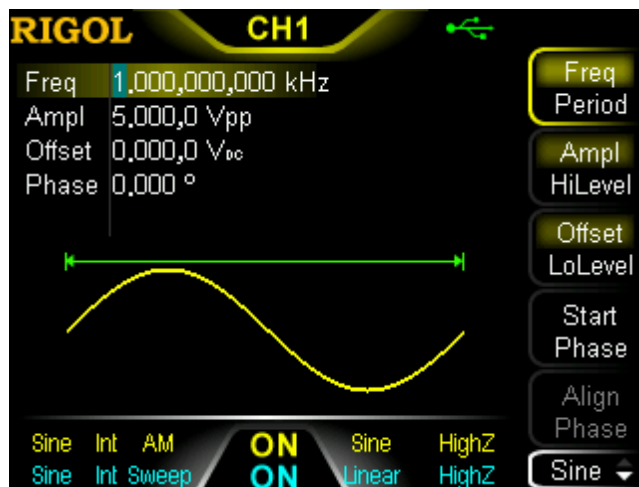 RIGOL CH1
Freq 1.000,000,000 kHz
Ampl 5.000,0 Vpp
Offset 0.000,0 VDC
Phase 0.000 °
Freq
Period
Ampl
HiLevel
Offset
LoLevel
Start
Phase
Align
Phase
Sine
Sine Int AM ON Sine HighZ
Sine Int Sweep ON Linear HighZ